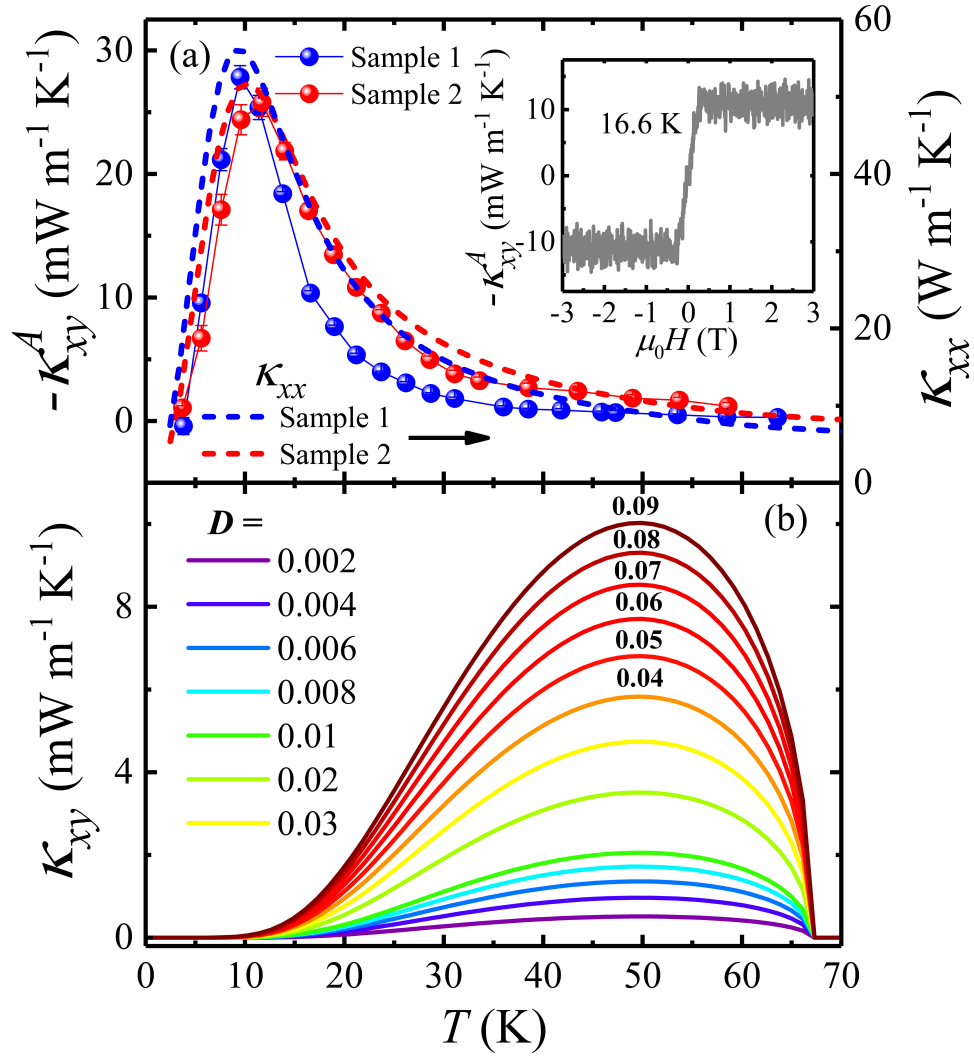 (a)
Sample 1
Sample 2
-κ_xy^A (mW m⁻¹ K⁻¹)
30
20
10
0
60
40
20
0
κ_xx (W m⁻¹ K⁻¹)
16.6 K
-κ_xy^A (mW m⁻¹ K⁻¹)
10
0
-10
-3 -2 -1 0 1 2 3
μ₀H (T)
κ_xx
Sample 1
Sample 2
(b)
D =
0.002
0.004
0.006
0.008
0.01
0.02
0.03
0.09
0.08
0.07
0.06
0.05
0.04
κ_xy (mW m⁻¹ K⁻¹)
8
4
0
0 10 20 30 40 50 60 70
T (K)